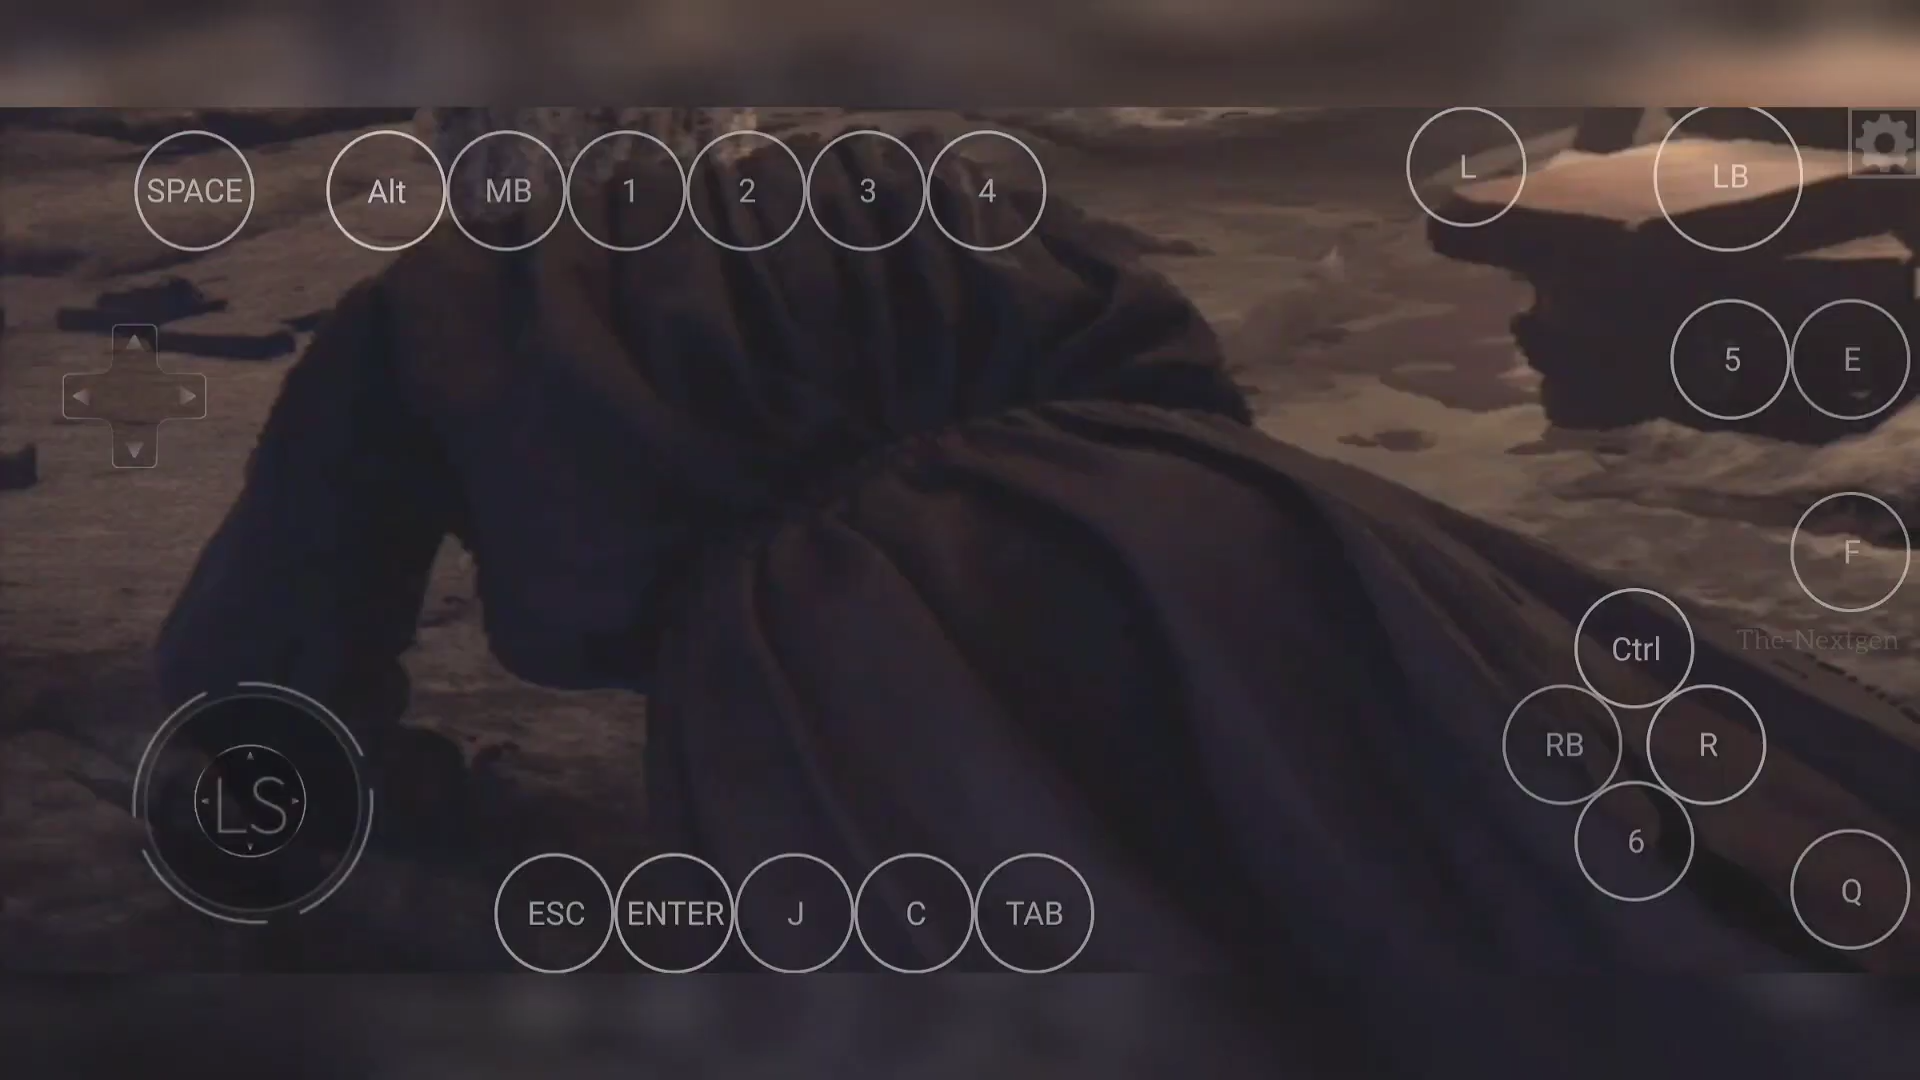 SPACE Alt MB 1 2 3 4 L LB
5 E
F
Ctrl
The-Nextgen
RB R
LS
6
Q
ESC ENTER J C TAB